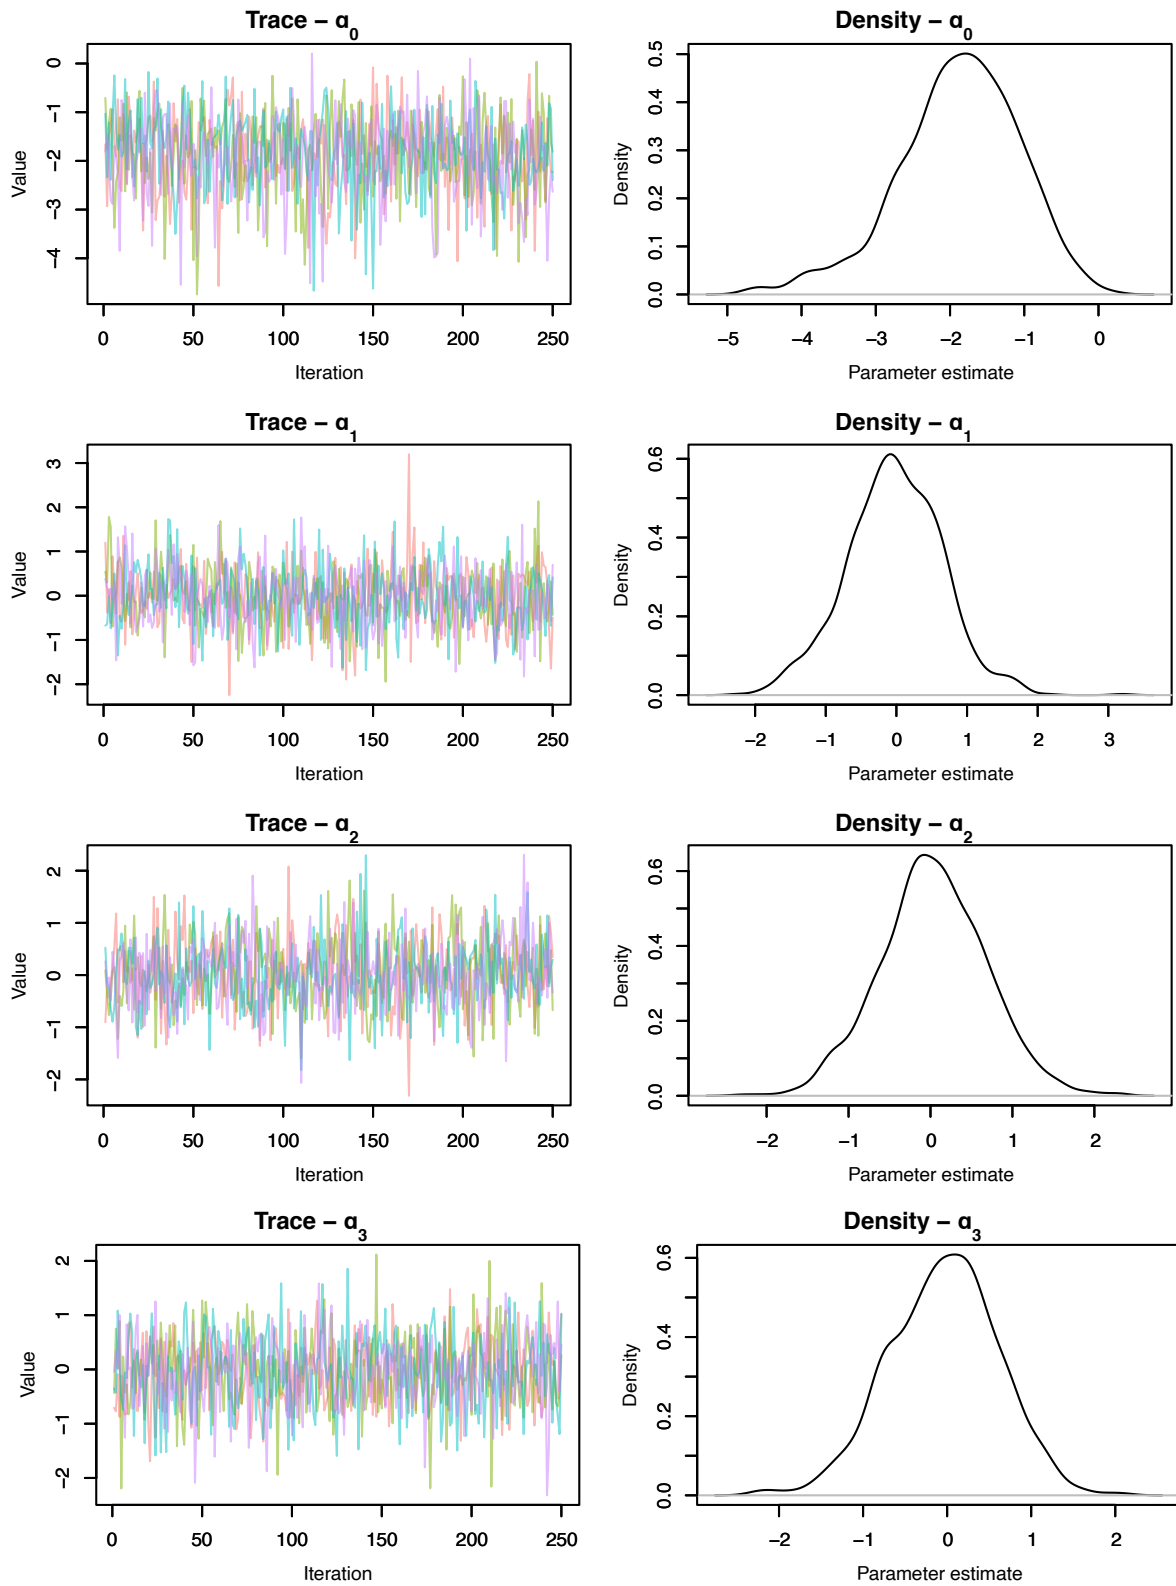 Trace − α0
Value
0
−1
−2
−3
−4
0 50 100 150 200 250
Iteration
Density − α0
Density
0.5
0.4
0.3
0.2
0.1
0.0
−5 −4 −3 −2 −1 0
Parameter estimate
Trace − α1
Value
3
2
1
0
−1
−2
0 50 100 150 200 250
Iteration
Density − α1
Density
0.6
0.4
0.2
0.0
−2 −1 0 1 2 3
Parameter estimate
Trace − α2
Value
2
1
0
−1
−2
0 50 100 150 200 250
Iteration
Density − α2
Density
0.6
0.4
0.2
0.0
−2 −1 0 1 2
Parameter estimate
Trace − α3
Value
2
1
0
−1
−2
0 50 100 150 200 250
Iteration
Density − α3
Density
0.6
0.4
0.2
0.0
−2 −1 0 1 2
Parameter estimate